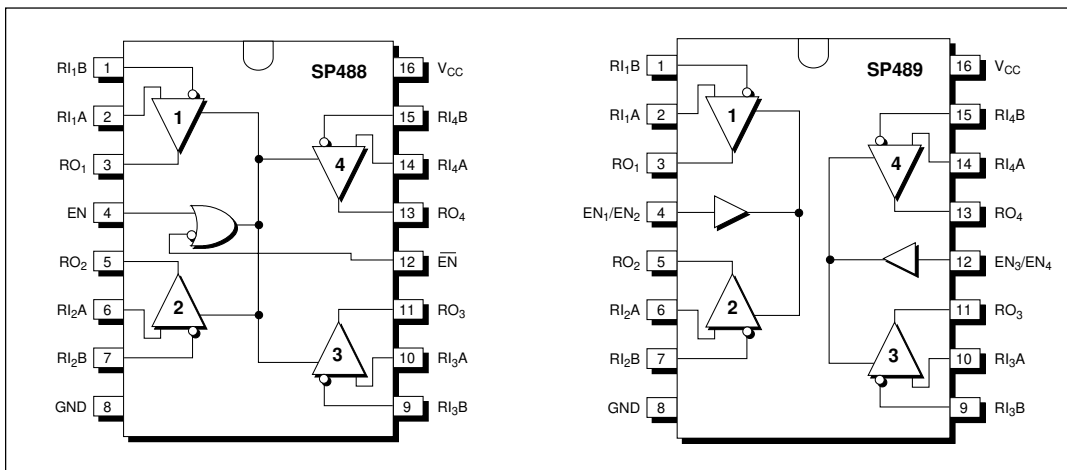 SP488
RI₁B 1
RI₁A 2
RO₁ 3
EN 4
RO₂ 5
RI₂A 6
RI₂B 7
GND 8
16 V_CC
15 RI₄B
14 RI₄A
13 RO₄
12 E̅N̅
11 RO₃
10 RI₃A
9 RI₃B
1
2
4
3
SP489
RI₁B 1
RI₁A 2
RO₁ 3
EN₁/EN₂ 4
RO₂ 5
RI₂A 6
RI₂B 7
GND 8
16 V_CC
15 RI₄B
14 RI₄A
13 RO₄
12 EN₃/EN₄
11 RO₃
10 RI₃A
9 RI₃B
1
2
4
3